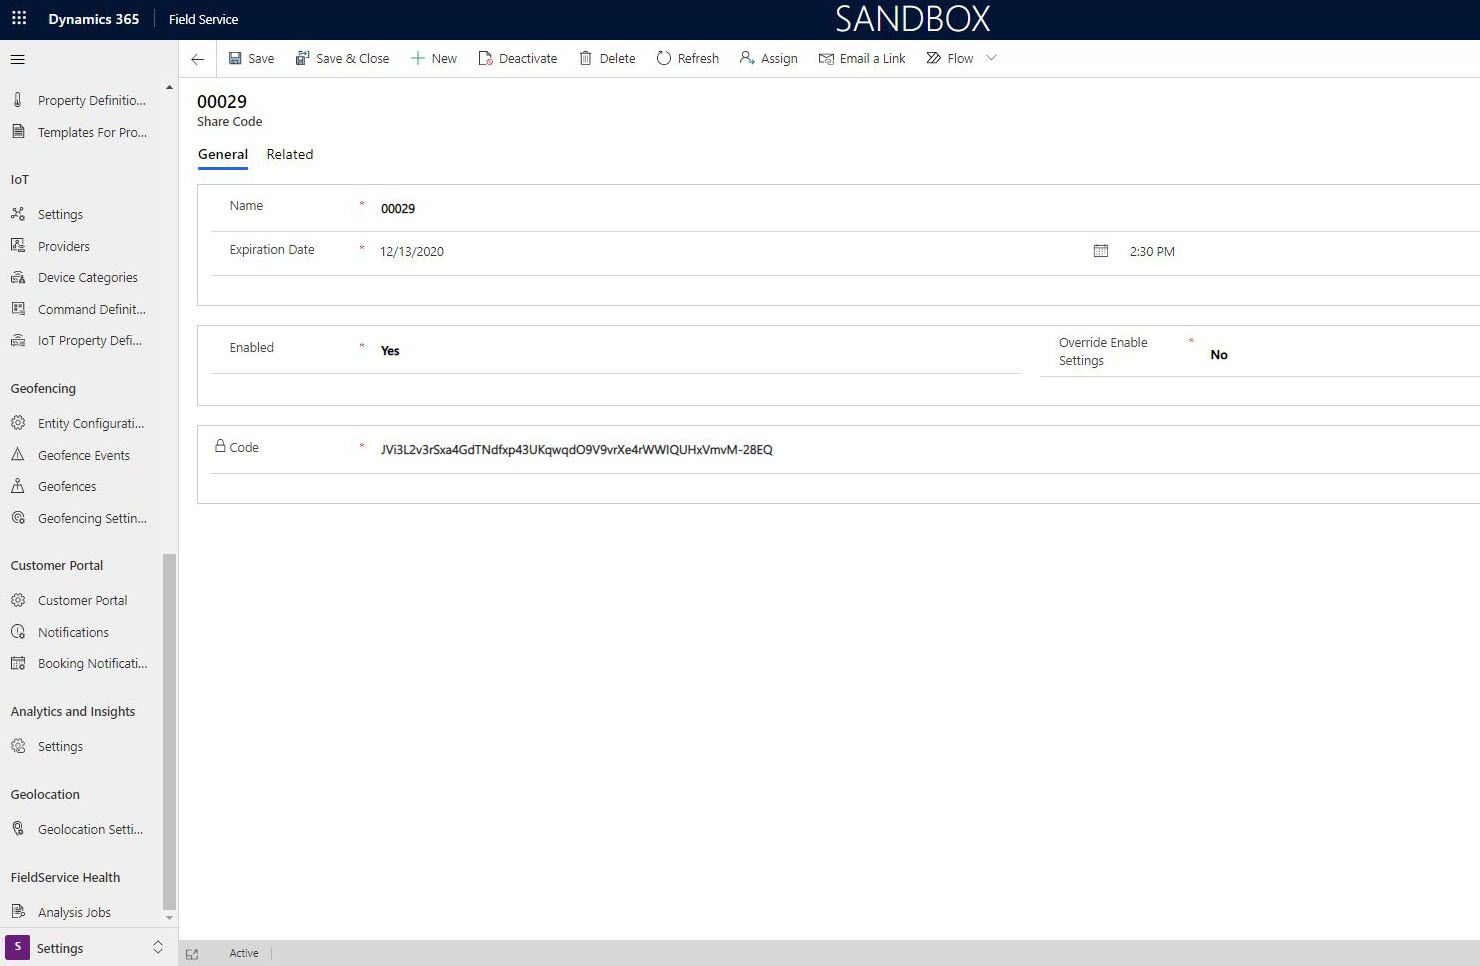 Dynamics 365
Field Service
SANDBOX
Save
Save & Close
New
Deactivate
Delete
Refresh
Assign
Email a Link
Flow
Property Definitio...
Templates For Pro...
IoT
Settings
Providers
Device Categories
Command Definit...
IoT Property Defi...
Geofencing
Entity Configurati...
Geofence Events
Geofences
Geofencing Settin...
Customer Portal
Customer Portal
Notifications
Booking Notificati...
Analytics and Insights
Settings
Geolocation
Geolocation Setti...
FieldService Health
Analysis Jobs
S Settings
00029
Share Code
General Related
Name * 00029
Expiration Date * 12/13/2020 2:30 PM
Enabled * Yes
Override Enable
Settings * No
Code * JVi3L2v3rSxa4GdTNdfxp43UKqwqdO9V9vrXe4rWWIQUHxVmvM-28EQ
Active